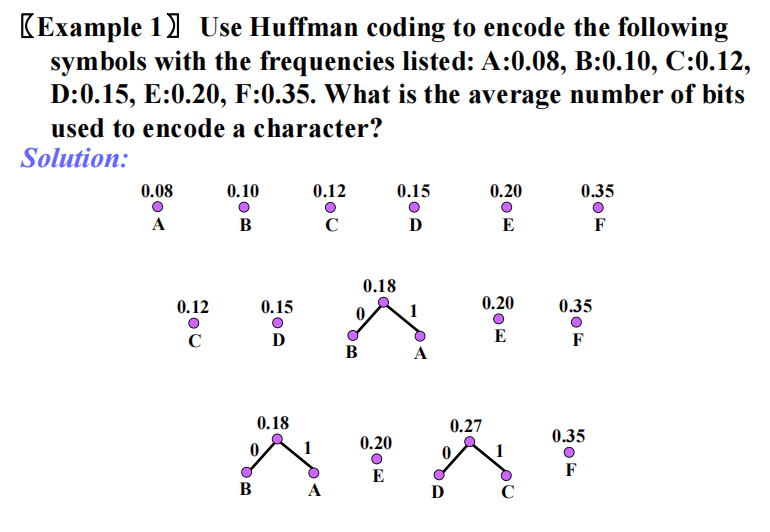 〖Example 1〗 Use Huffman coding to encode the following
symbols with the frequencies listed: A:0.08, B:0.10, C:0.12,
D:0.15, E:0.20, F:0.35. What is the average number of bits
used to encode a character?
Solution:
0.08 0.10 0.12 0.15 0.20 0.35
A B C D E F
0.12 0.15 0.18 0.20 0.35
0 1
C D B A E F
0.18 0.20 0.27 0.35
0 1 0 1
B A E D C F